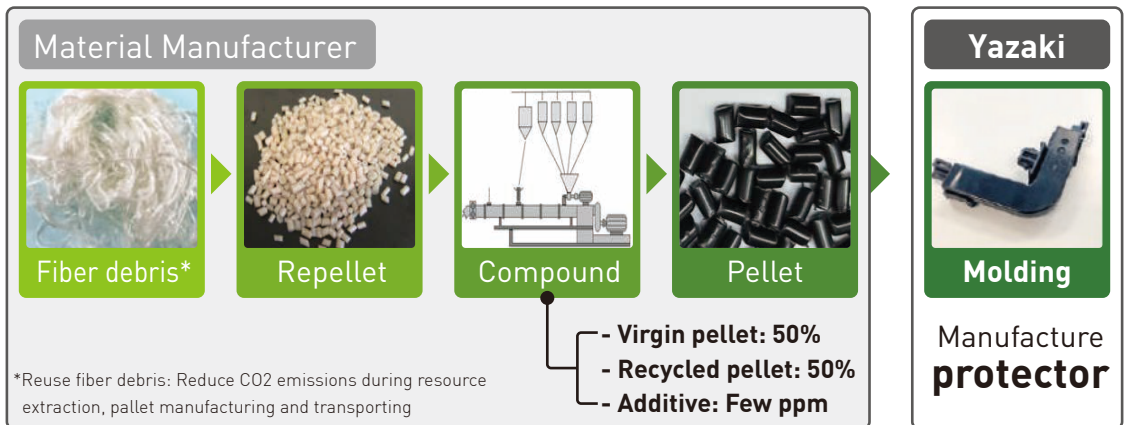 Material Manufacturer
Yazaki
Fiber debris*
Repellet
Compound
Pellet
Molding
- Virgin pellet: 50%
- Recycled pellet: 50%
- Additive: Few ppm
*Reuse fiber debris: Reduce CO2 emissions during resource
extraction, pallet manufacturing and transporting
Manufacture
protector